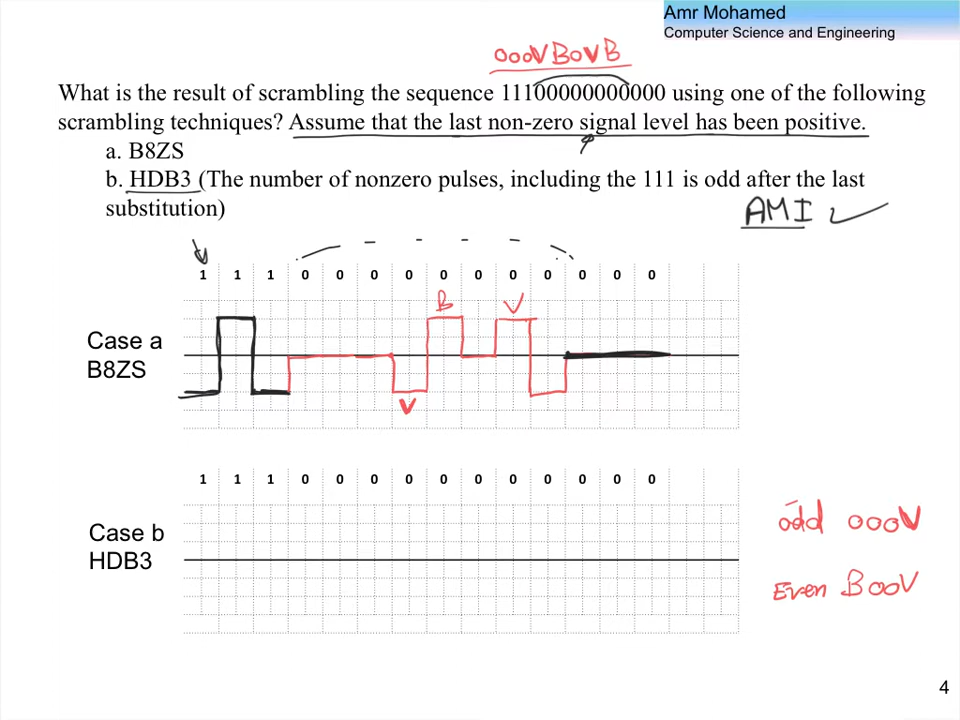 Amr Mohamed
Computer Science and Engineering
000VB0VB
What is the result of scrambling the sequence 11100000000000 using one of the following
scrambling techniques? Assume that the last non-zero signal level has been positive.
a. B8ZS
b. HDB3 (The number of nonzero pulses, including the 111 is odd after the last
substitution)
AMI
1 1 1 0 0 0 0 0 0 0 0 0 0 0
B V
Case a
B8ZS
V
1 1 1 0 0 0 0 0 0 0 0 0 0 0
Case b
HDB3
odd 000V
Even B00V
4